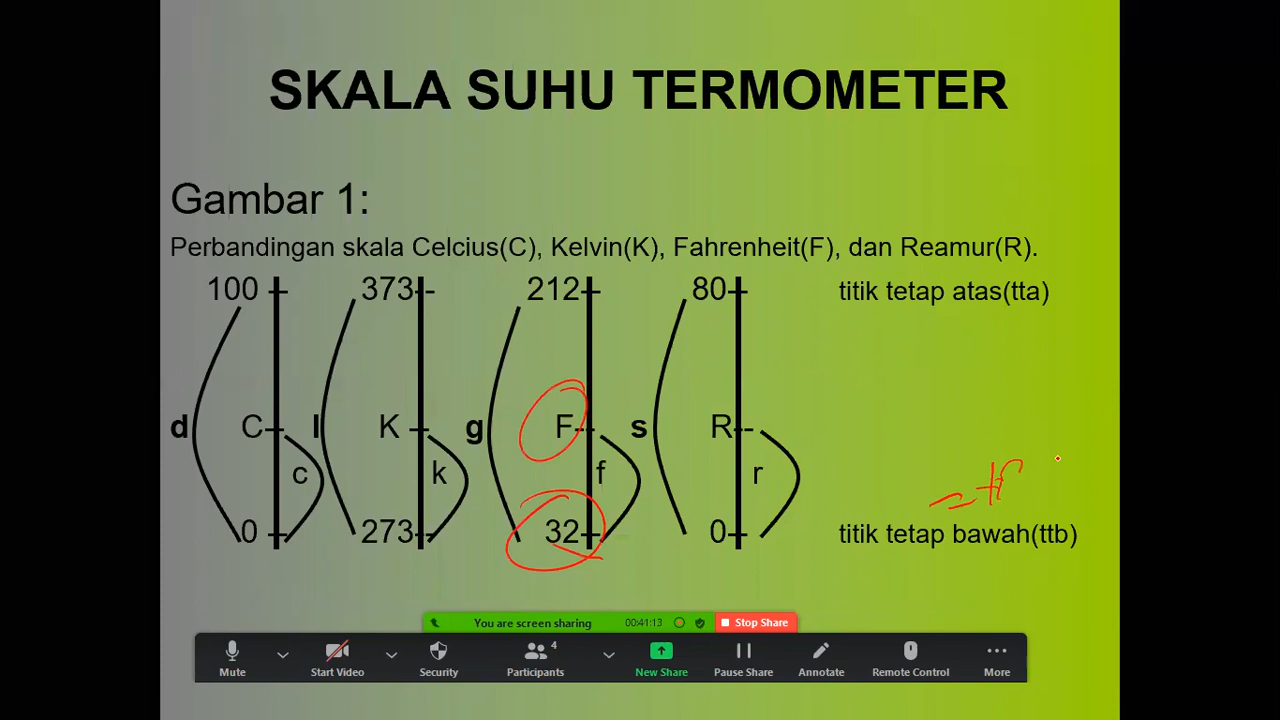 SKALA SUHU TERMOMETER
Gambar 1:
Perbandingan skala Celcius(C), Kelvin(K), Fahrenheit(F), dan Reamur(R).
100 373 212 80 titik tetap atas(tta)
d C l K g F s R
c k f r
0 273 32 0 titik tetap bawah(ttb)
You are screen sharing 00:41:13 Stop Share
4
Mute Start Video Security Participants New Share Pause Share Annotate Remote Control More